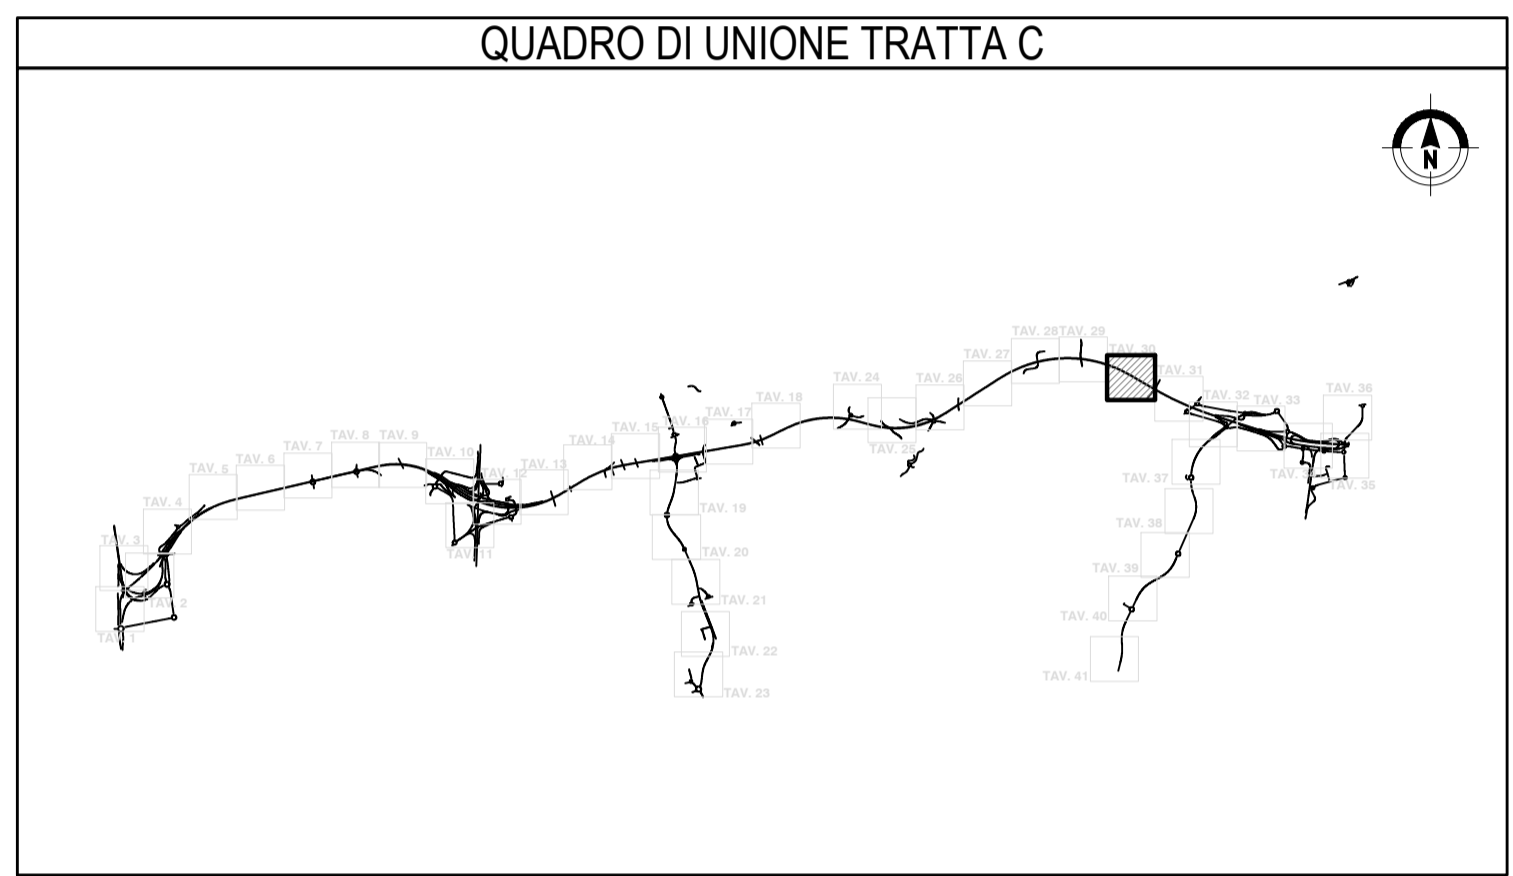 QUADRO DI UNIONE TRATTA C
N
TAV. 28
TAV. 29
TAV. 30
TAV. 27
TAV. 31
TAV. 24
TAV. 26
TAV. 36
TAV. 18
TAV. 32
TAV. 33
TAV. 17
TAV. 16
TAV. 15
TAV. 8
TAV. 9
TAV. 7
TAV. 14
TAV. 25
TAV. 6
TAV. 10
TAV. 13
TAV. 5
TAV. 12
TAV. 37
TAV. 35
TAV. 4
TAV. 19
TAV. 38
TAV. 3
TAV. 11
TAV. 20
TAV. 39
TAV. 2
TAV. 21
TAV. 40
TAV. 1
TAV. 22
TAV. 41
TAV. 23